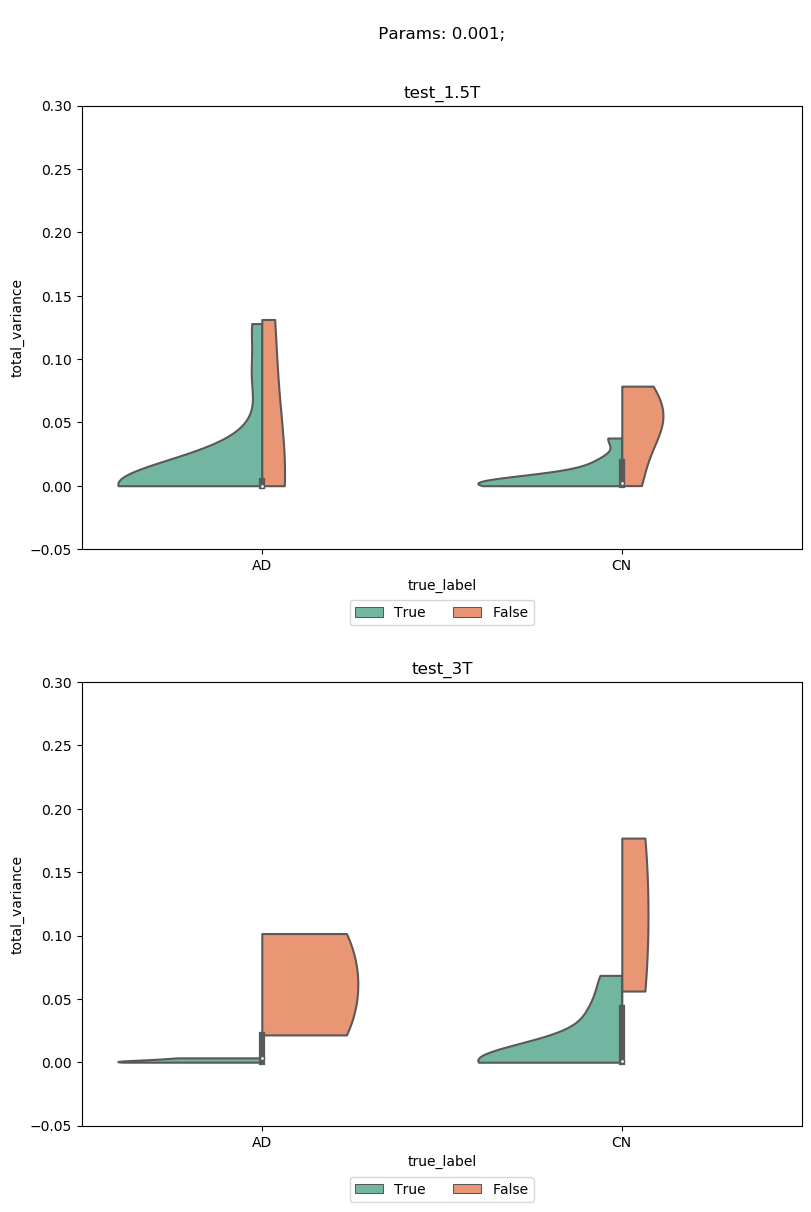 Params: 0.001;
test_1.5T
0.30
0.25
0.20
0.15
0.10
0.05
0.00
−0.05
total_variance
AD CN
true_label
True False
test_3T
0.30
0.25
0.20
0.15
0.10
0.05
0.00
−0.05
total_variance
AD CN
true_label
True False